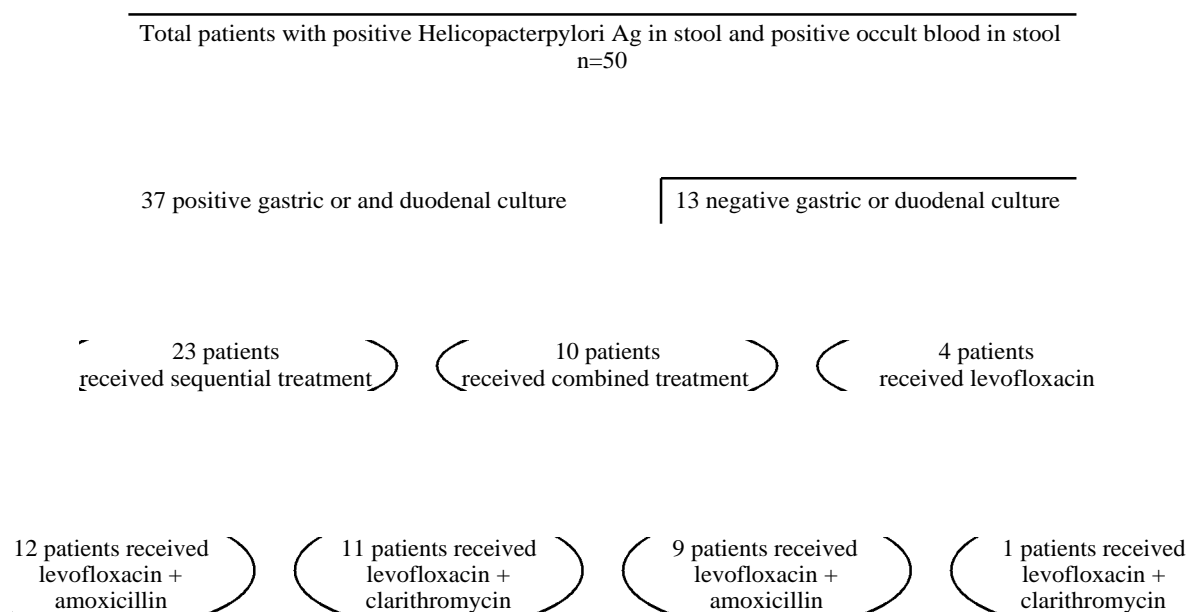 Total patients with positive Helicopacterpylori Ag in stool and positive occult blood in stool
n=50
37 positive gastric or and duodenal culture
13 negative gastric or duodenal culture
23 patients
received sequential treatment
10 patients
received combined treatment
4 patients
received levofloxacin
12 patients received
levofloxacin +
amoxicillin
11 patients received
levofloxacin +
clarithromycin
9 patients received
levofloxacin +
amoxicillin
1 patients received
levofloxacin +
clarithromycin